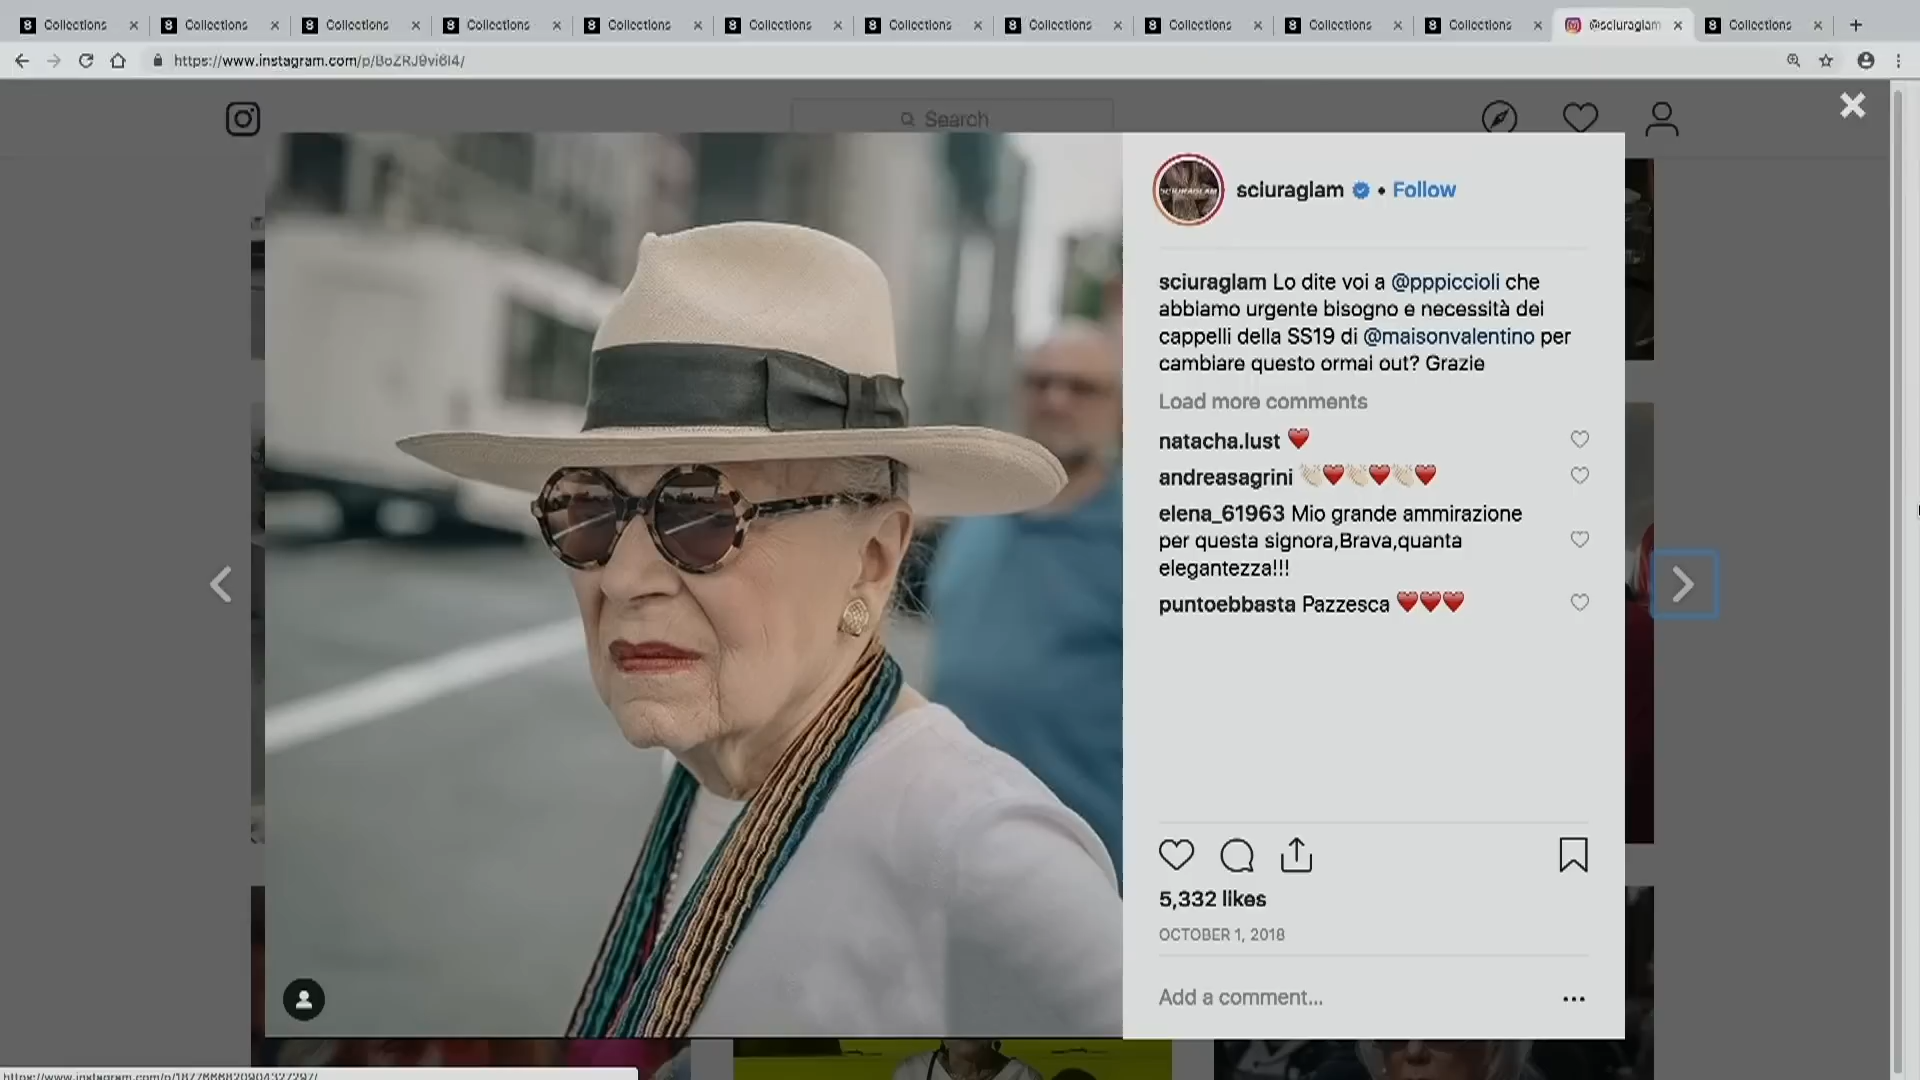 Collections Collections Collections Collections Collections Collections Collections Collections Collections Collections Collections @sciuraglam Collections
https://www.instagram.com/p/BoZRJ9vi6I4/
Search
sciuraglam • Follow
sciuraglam Lo dite voi a @pppiccioli che
abbiamo urgente bisogno e necessità dei
cappelli della SS19 di @maisonvalentino per
cambiare questo ormai out? Grazie
Load more comments
natacha.lust ❤️
andreasagrini 👏🏻❤️👏🏻❤️👏🏻❤️
elena_61963 Mio grande ammirazione
per questa signora,Brava,quanta
elegantezza!!!
puntoebbasta Pazzesca ❤️❤️❤️
5,332 likes
OCTOBER 1, 2018
Add a comment...